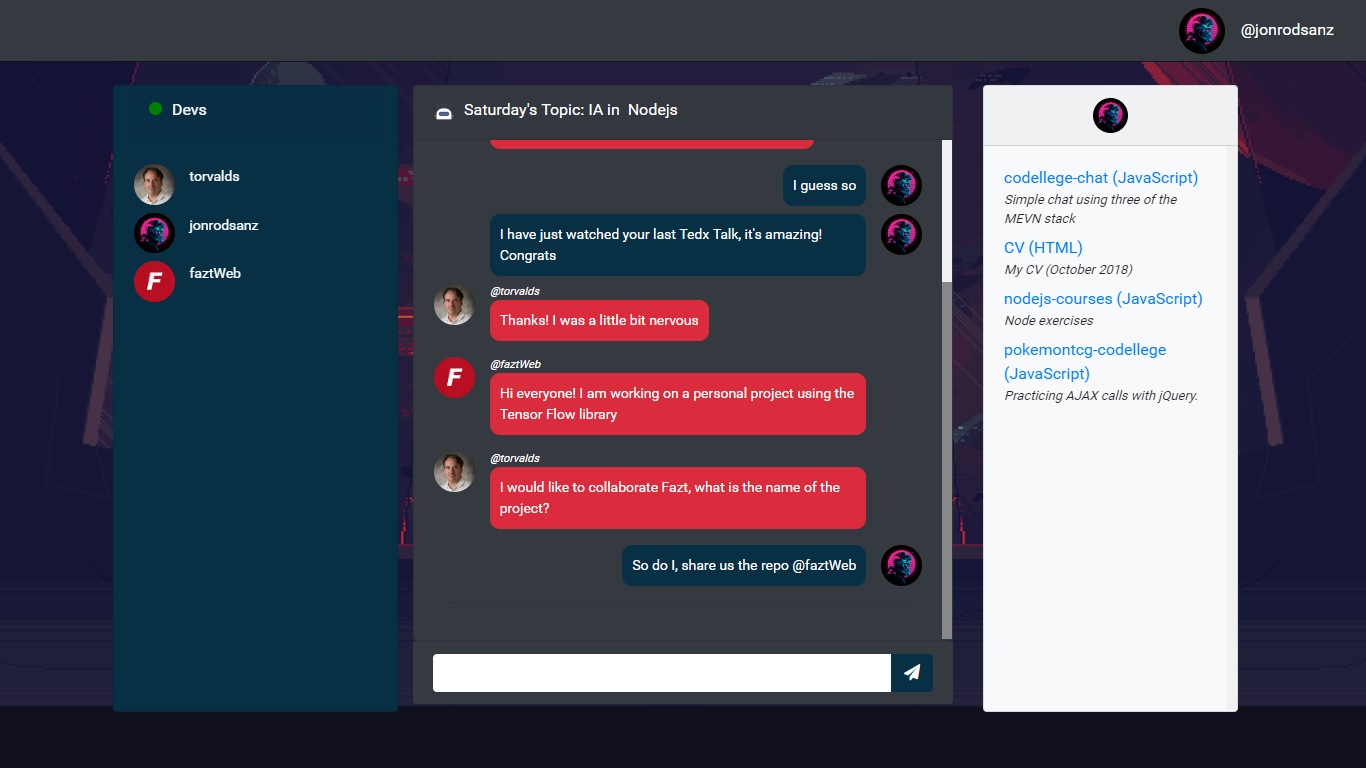 @jonrodsanz
Devs
torvalds
jonrodsanz
F
faztWeb
Saturday's Topic: IA in  Nodejs
I guess so
I have just watched your last Tedx Talk, it's amazing!
Congrats
@torvalds
Thanks! I was a little bit nervous
@faztWeb
F
Hi everyone! I am working on a personal project using the
Tensor Flow library
@torvalds
I would like to collaborate Fazt, what is the name of the
project?
So do I, share us the repo @faztWeb
codellege-chat (JavaScript)
Simple chat using three of the
MEVN stack
CV (HTML)
My CV (October 2018)
nodejs-courses (JavaScript)
Node exercises
pokemontcg-codellege
(JavaScript)
Practicing AJAX calls with jQuery.